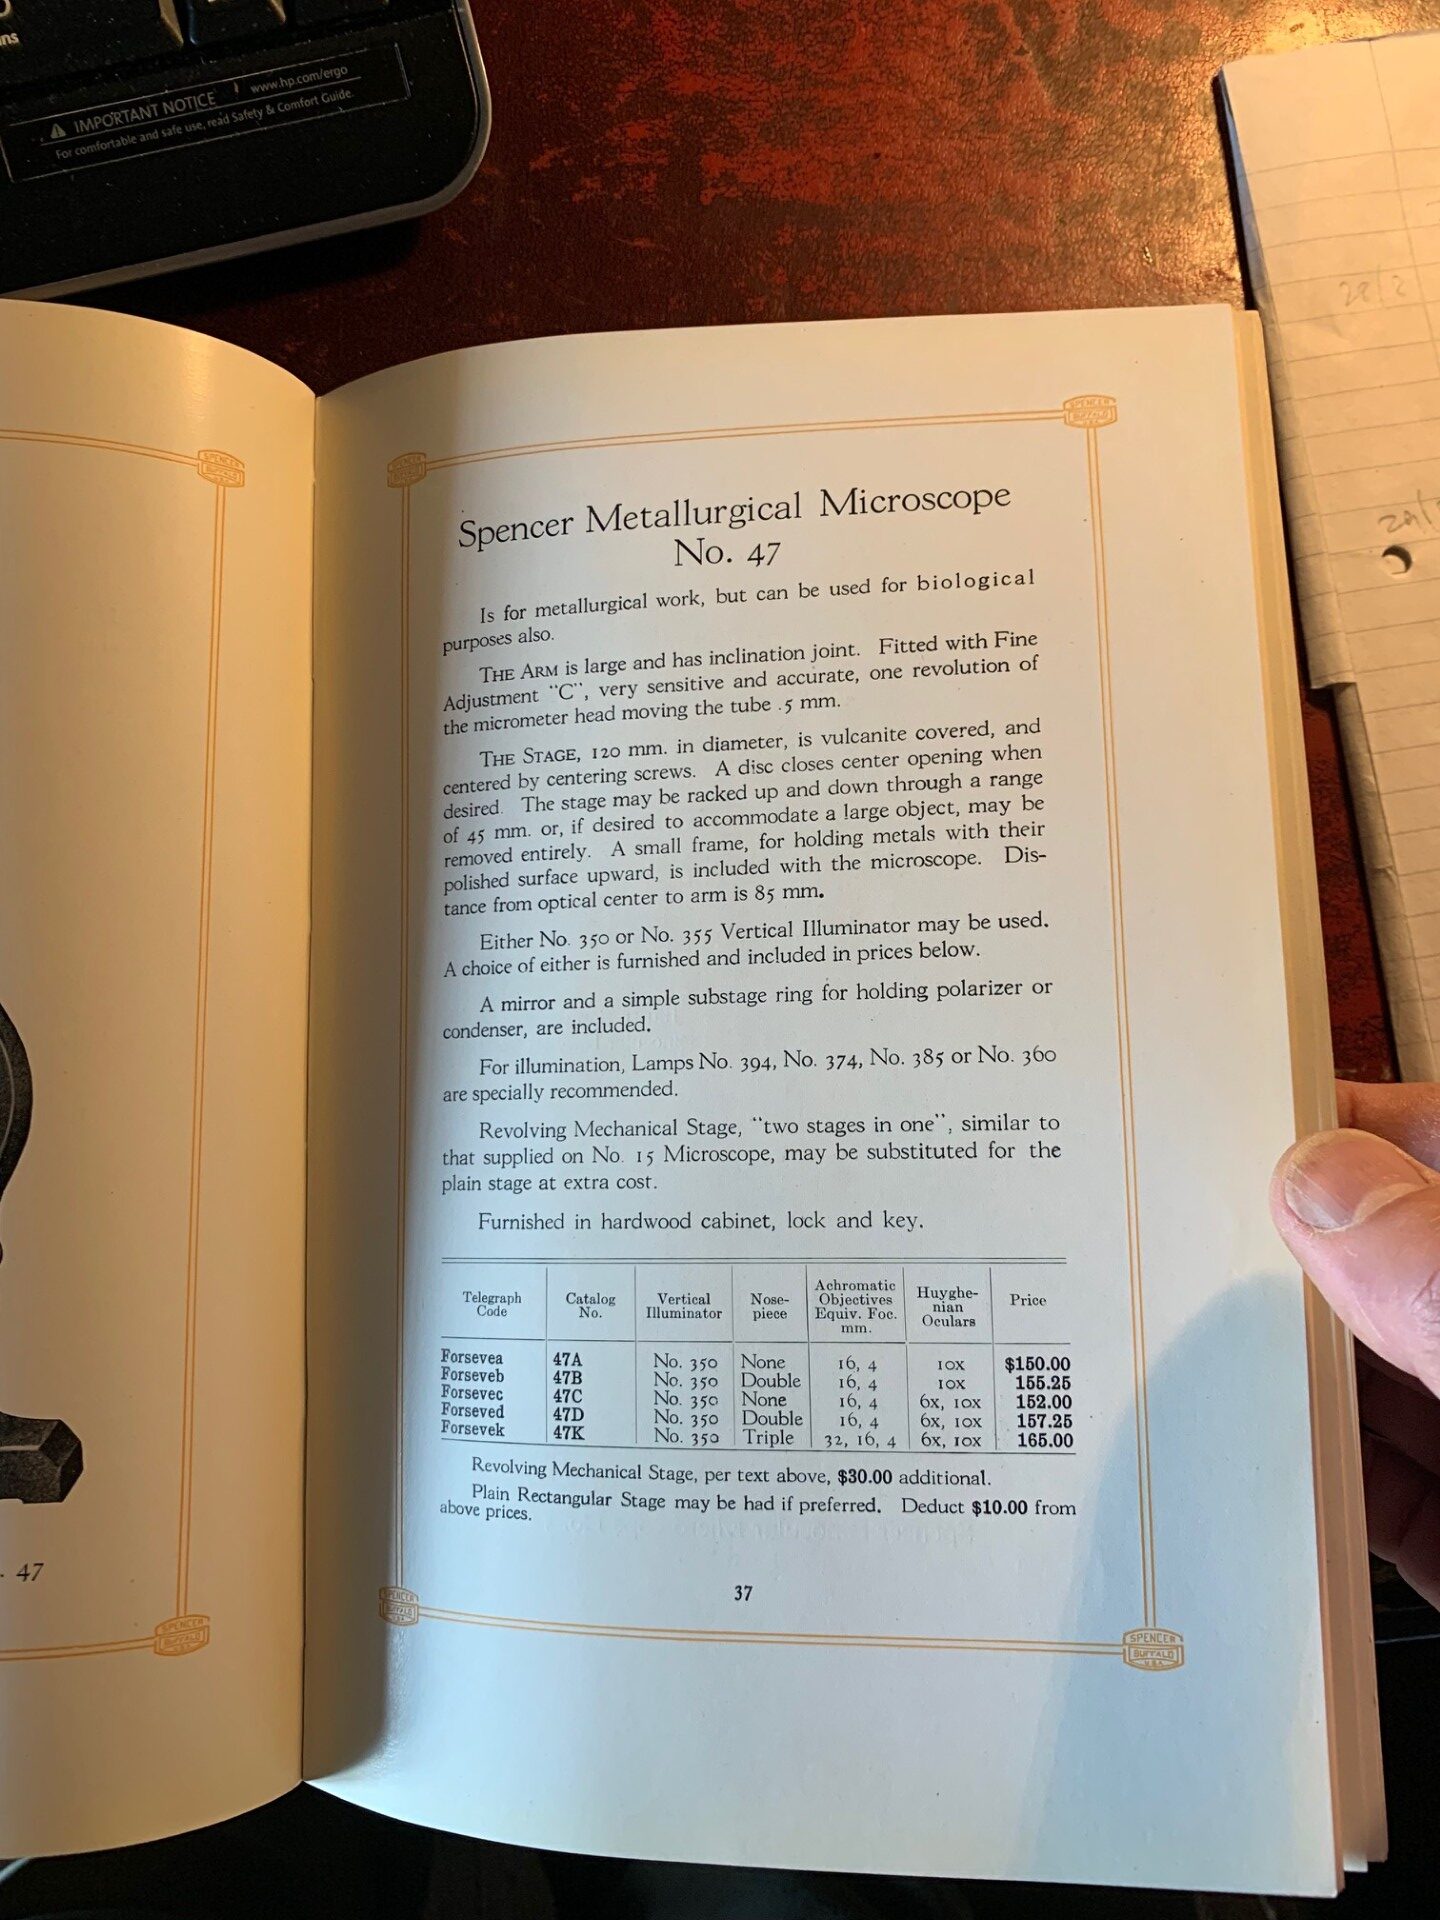 ns
IMPORTANT NOTICE www.hp.com/ergo
For comfortable and safe use, read Safety & Comfort Guide.
28/2
SPENCER
BUFFALO
U.S.A.
SPENCER
BUFFALO
U.S.A.
SPENCER
BUFFALO
U.S.A.
Spencer Metallurgical Microscope
No. 47
Is for metallurgical work, but can be used for biological
purposes also.
THE ARM is large and has inclination joint. Fitted with Fine
Adjustment "C", very sensitive and accurate, one revolution of
the micrometer head moving the tube .5 mm.
THE STAGE, 120 mm. in diameter, is vulcanite covered, and
centered by centering screws. A disc closes center opening when
desired. The stage may be racked up and down through a range
of 45 mm. or, if desired to accommodate a large object, may be
removed entirely. A small frame, for holding metals with their
polished surface upward, is included with the microscope. Dis-
tance from optical center to arm is 85 mm.
Either No. 350 or No. 355 Vertical Illuminator may be used.
A choice of either is furnished and included in prices below.
A mirror and a simple substage ring for holding polarizer or
condenser, are included.
For illumination, Lamps No. 394, No. 374, No. 385 or No. 360
are specially recommended.
Revolving Mechanical Stage, "two stages in one", similar to
that supplied on No. 15 Microscope, may be substituted for the
plain stage at extra cost.
Furnished in hardwood cabinet, lock and key.
Telegraph Code Catalog No. Vertical Illuminator Nose-piece Achromatic Objectives Equiv. Foc. mm. Huyghe-nian Oculars Price
Forsevea 47A No. 350 None 16, 4 10X $150.00
Forseveb 47B No. 350 Double 16, 4 10X 155.25
Forsevec 47C No. 350 None 16, 4 6x, 10x 152.00
Forseved 47D No. 350 Double 16, 4 6x, 10x 157.25
Forsevek 47K No. 350 Triple 32, 16, 4 6x, 10x 165.00
Revolving Mechanical Stage, per text above, $30.00 additional.
Plain Rectangular Stage may be had if preferred. Deduct $10.00 from
above prices.
. 47
37
SPENCER
BUFFALO
U.S.A.
SPENCER
BUFFALO
U.S.A.
SPENCER
BUFFALO
U.S.A.